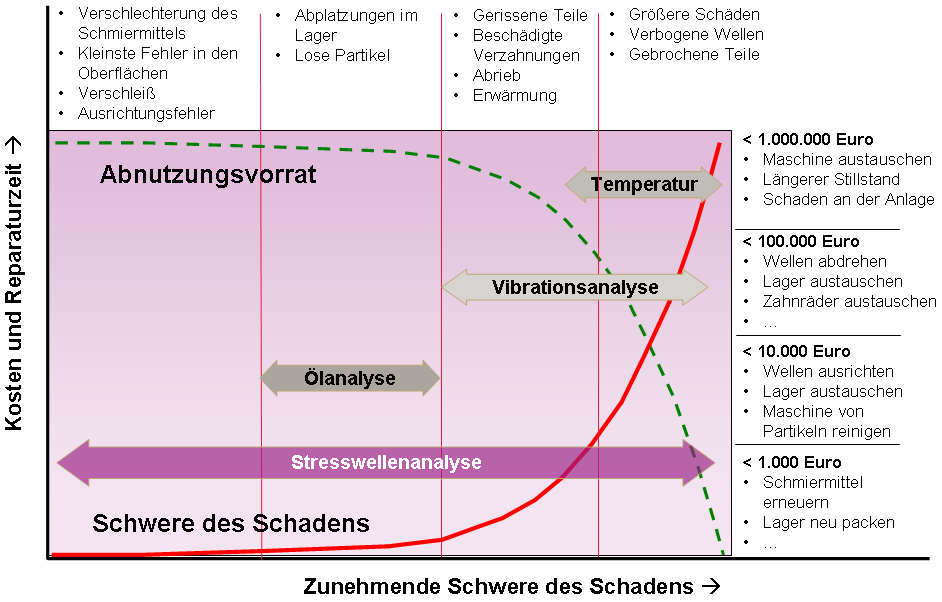 • Verschlechterung des
Schmiermittels
• Kleinste Fehler in den
Oberflächen
• Verschleiß
• Ausrichtungsfehler
• Abplatzungen im
Lager
• Lose Partikel
• Gerissene Teile
• Beschädigte
Verzahnungen
• Abrieb
• Erwärmung
• Größere Schäden
• Verbogene Wellen
• Gebrochene Teile
Kosten und Reparaturzeit →
Abnutzungsvorrat
Temperatur
Vibrationsanalyse
Ölanalyse
Stresswellenanalyse
Schwere des Schadens
< 1.000.000 Euro
• Maschine austauschen
• Längerer Stillstand
• Schaden an der Anlage
< 100.000 Euro
• Wellen abdrehen
• Lager austauschen
• Zahnräder austauschen
• ...
< 10.000 Euro
• Wellen ausrichten
• Lager austauschen
• Maschine von
Partikeln reinigen
< 1.000 Euro
• Schmiermittel
erneuern
• Lager neu packen
• ...
Zunehmende Schwere des Schadens →